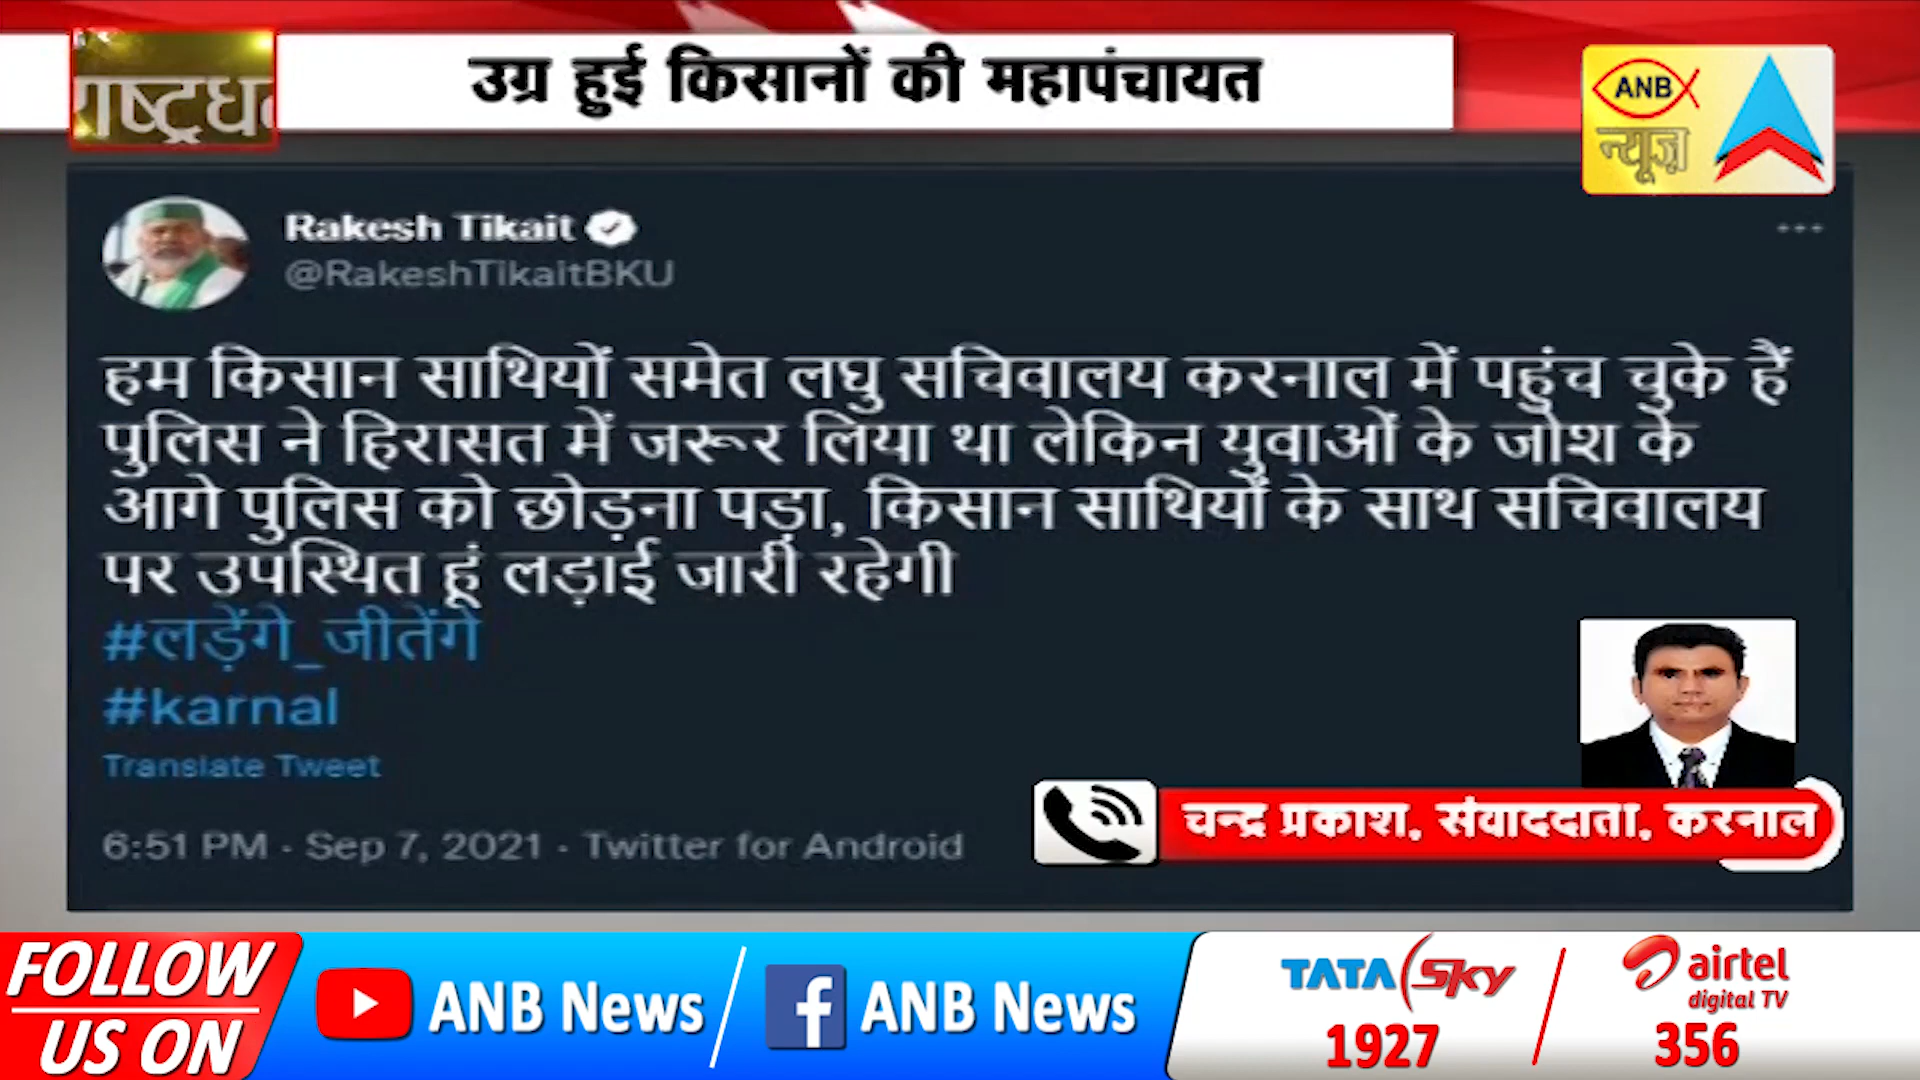 उग्र हुई किसानों की महापंचायत
ANB
न्यूज़
Rakesh Tikait
@RakeshTikaitBKU
हम किसान साथियों समेत लघु सचिवालय करनाल में पहुंच चुके हैं
पुलिस ने हिरासत में जरूर लिया था लेकिन युवाओं के जोश के
आगे पुलिस को छोड़ना पड़ा, किसान साथियों के साथ सचिवालय
पर उपस्थित हूं लड़ाई जारी रहेगी
#लड़ेंगे_जीतेंगे
#karnal
Translate Tweet
6:51 PM · Sep 7, 2021 · Twitter for Android
चन्द्र प्रकाश, संवाददाता, करनाल
FOLLOW
US ON
ANB News
ANB News
TATA Sky
1927
airtel
digital TV
356